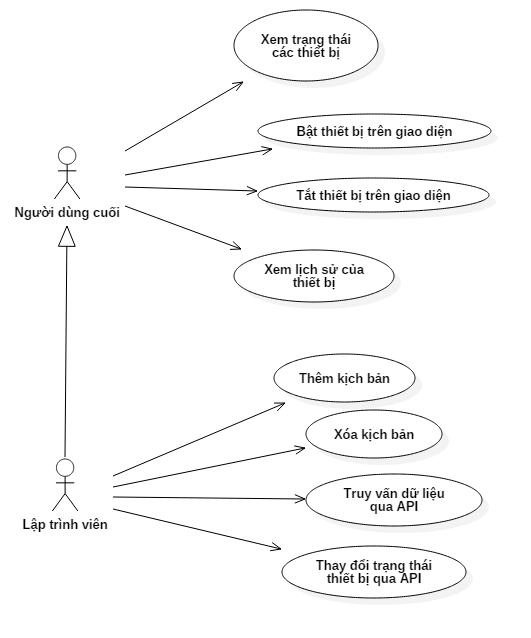 Xem trạng thái
các thiết bị
Bật thiết bị trên giao diện
Người dùng cuối
Tắt thiết bị trên giao diện
Xem lịch sử của
thiết bị
Thêm kịch bản
Xóa kịch bản
Lập trình viên
Truy vấn dữ liệu
qua API
Thay đổi trạng thái
thiết bị qua API